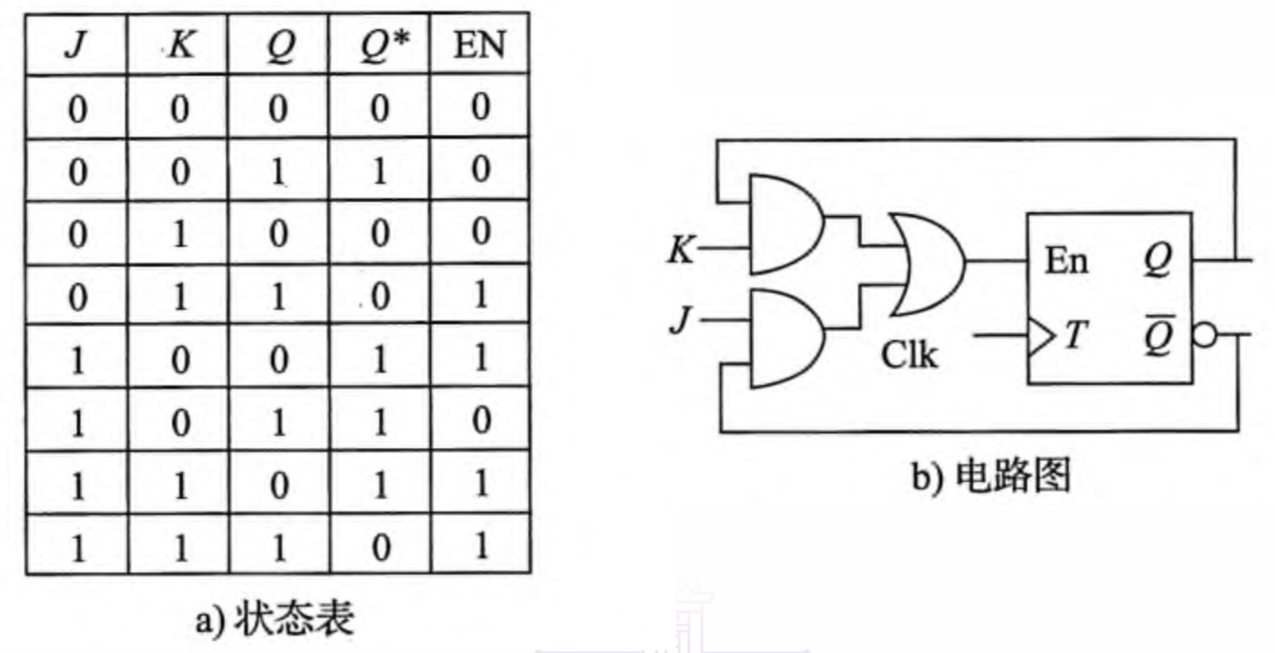 J K Q Q* EN
0 0 0 0 0
0 0 1 1 0
0 1 0 0 0
0 1 1 0 1
1 0 0 1 1
1 0 1 1 0
1 1 0 1 1
1 1 1 0 1
a) 状态表
K
J
Clk
En Q
T Q̅
b) 电路图